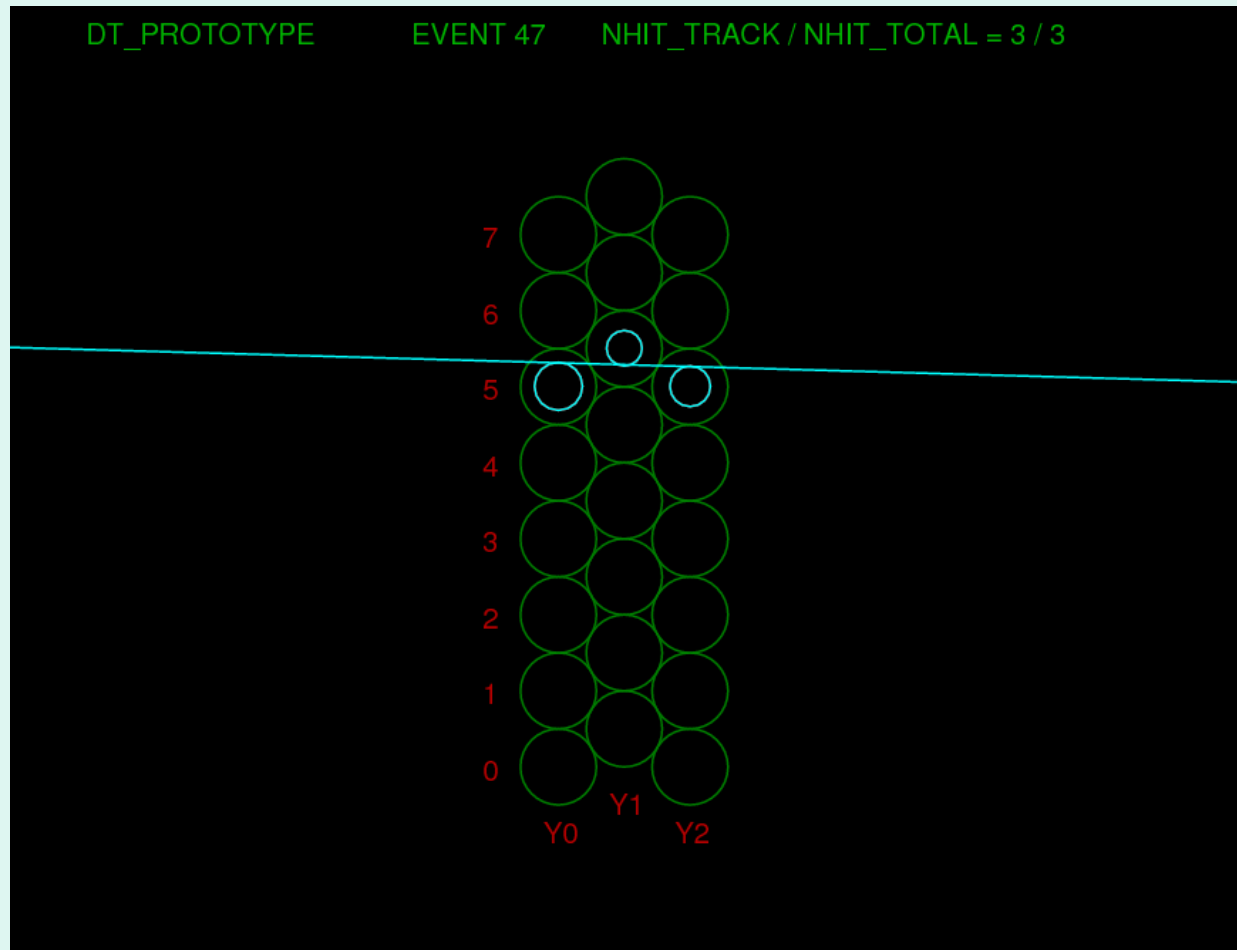 DT_PROTOTYPE EVENT 47 NHIT_TRACK / NHIT_TOTAL = 3 / 3
7
6
5
4
3
2
1
0
Y1
Y0 Y2